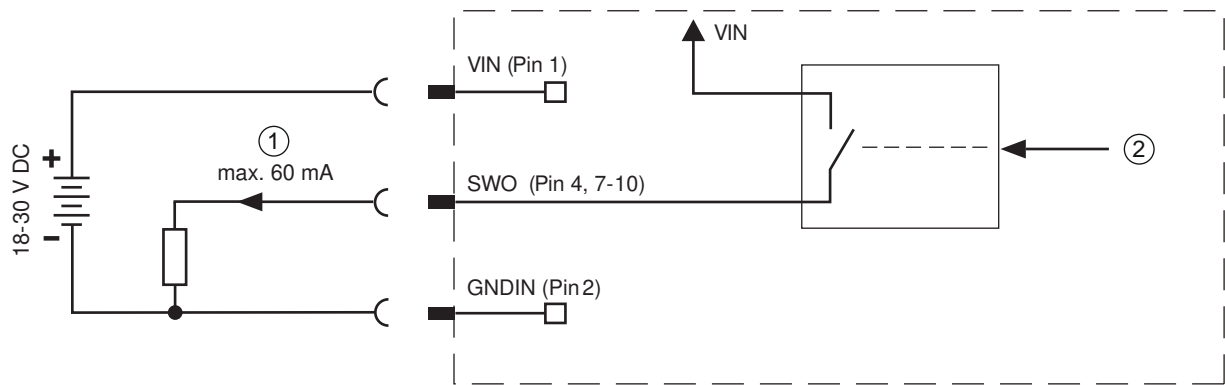 VIN
VIN (Pin 1)
1
max. 60 mA
+
18-30 V DC
−
SWO (Pin 4, 7-10)
2
GNDIN (Pin 2)